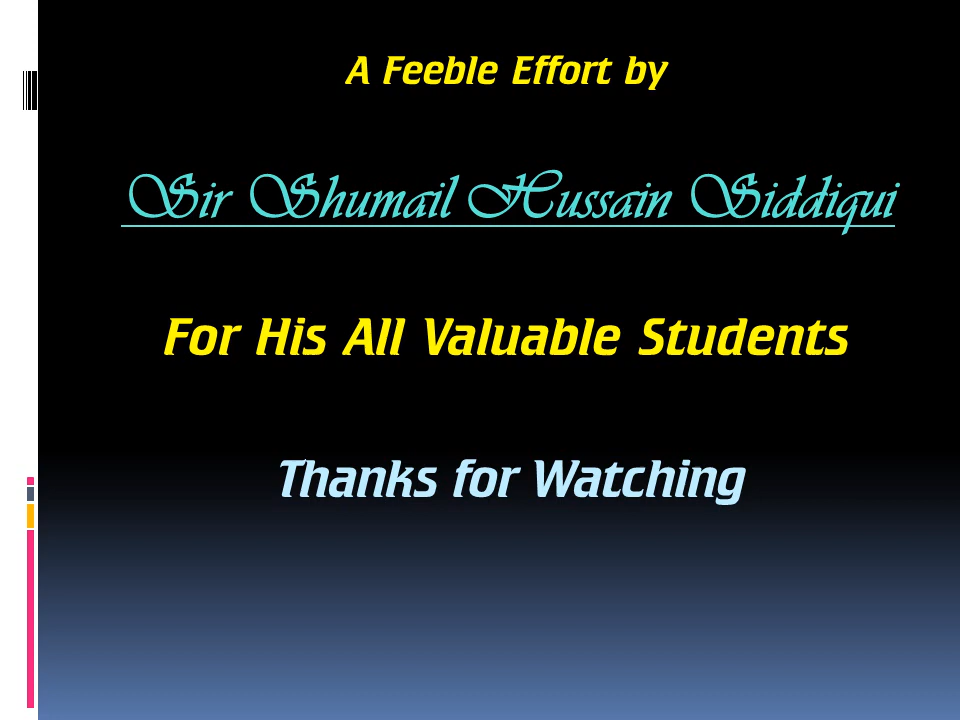 A Feeble Effort by
Sir Shumail Hussain Siddiqui
For His All Valuable Students
Thanks for Watching